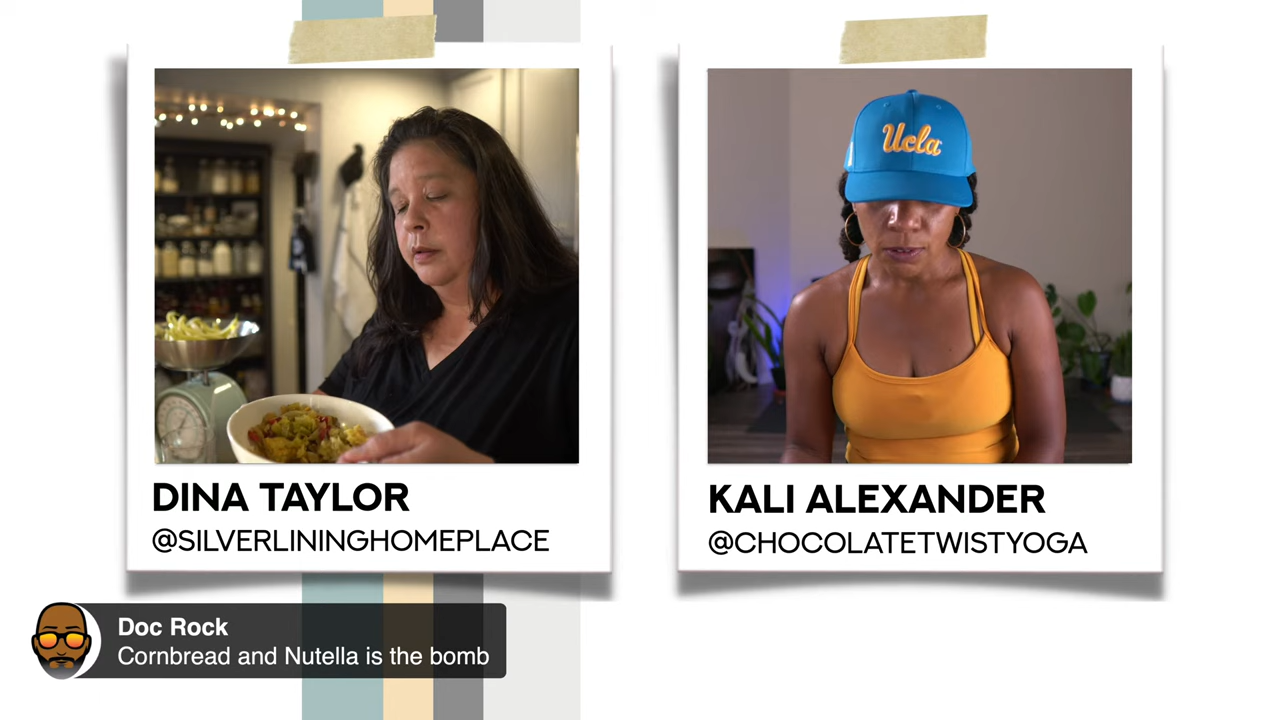 Ucla
DINA TAYLOR
@SILVERLININGHOMEPLACE
KALI ALEXANDER
@CHOCOLATETWISTYOGA
Doc Rock
Cornbread and Nutella is the bomb